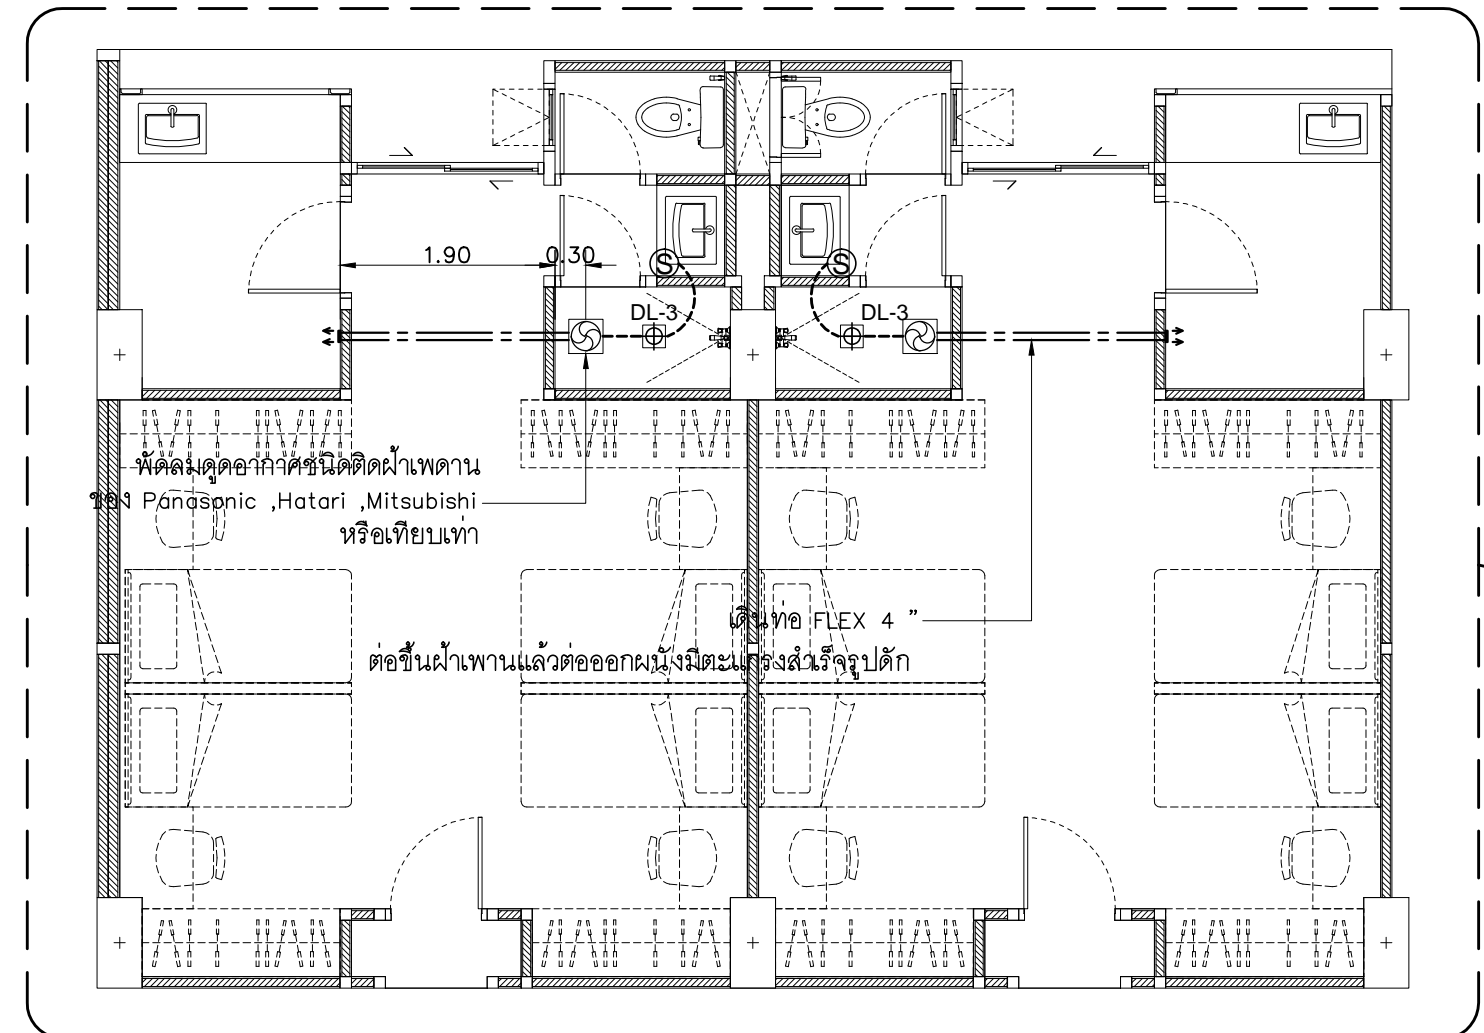 1.90
0.30
S
S
DL-3
DL-3
พัดลมดูดอากาศชนิดติดฝ้าเพดาน
ของ Panasonic ,Hatari ,Mitsubishi
หรือเทียบเท่า
เดินท่อ FLEX 4 "
ต่อขึ้นฝ้าเพานแล้วต่อออกผนังมีตะแกรงสำเร็จรูปดัก